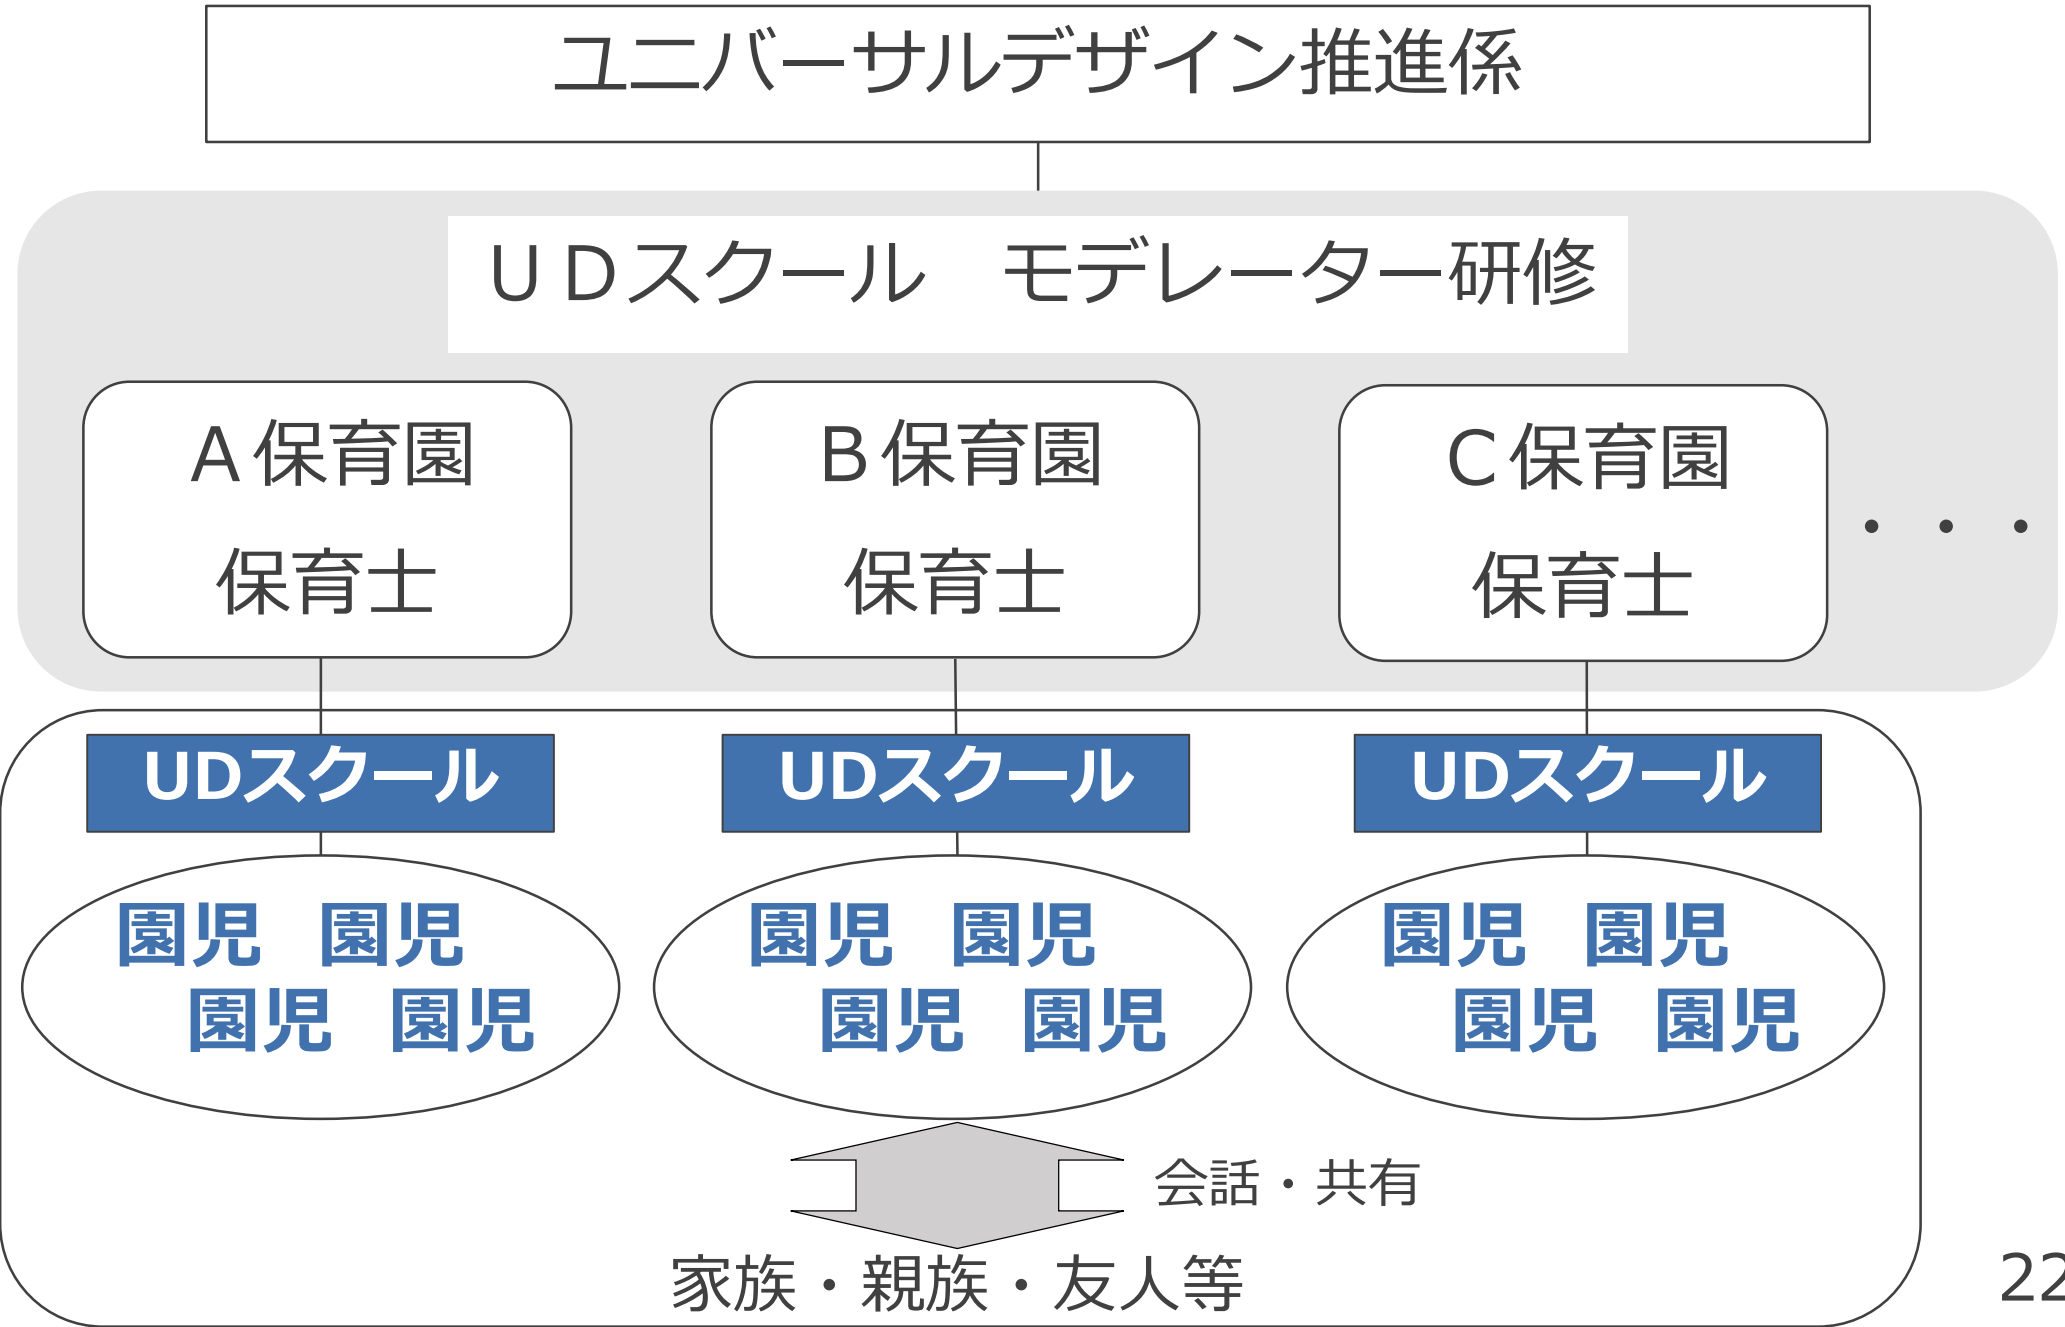 ユニバーサルデザイン推進係
ＵＤスクール　モデレーター研修
Ａ保育園
保育士
Ｂ保育園
保育士
Ｃ保育園
保育士
・・・
UDスクール
UDスクール
UDスクール
園児　園児
園児　園児
園児　園児
園児　園児
園児　園児
園児　園児
会話・共有
家族・親族・友人等
22